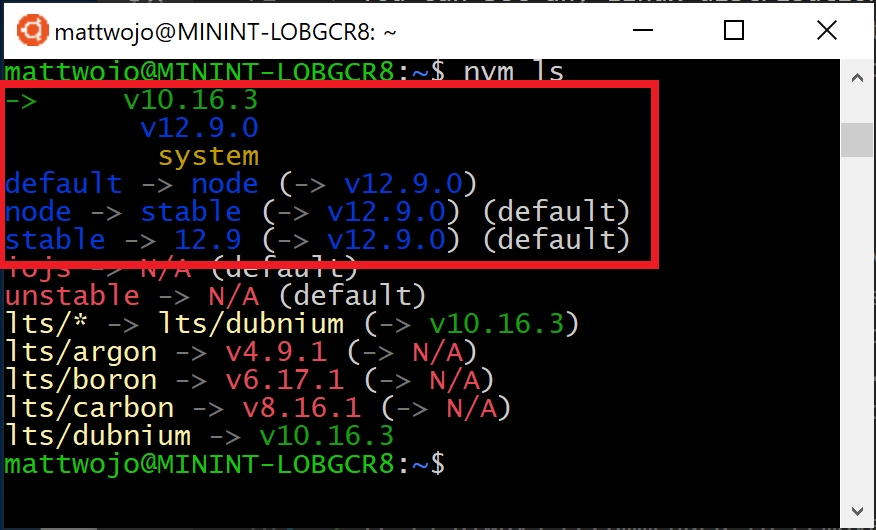 mattwojo@MININT-LOBGCR8: ~
mattwojo@MININT-LOBGCR8:~$ nvm ls
->      v10.16.3
        v12.9.0
         system
default -> node (-> v12.9.0)
node -> stable (-> v12.9.0) (default)
stable -> 12.9 (-> v12.9.0) (default)
iojs -> N/A (default)
unstable -> N/A (default)
lts/* -> lts/dubnium (-> v10.16.3)
lts/argon -> v4.9.1 (-> N/A)
lts/boron -> v6.17.1 (-> N/A)
lts/carbon -> v8.16.1 (-> N/A)
lts/dubnium -> v10.16.3
mattwojo@MININT-LOBGCR8:~$